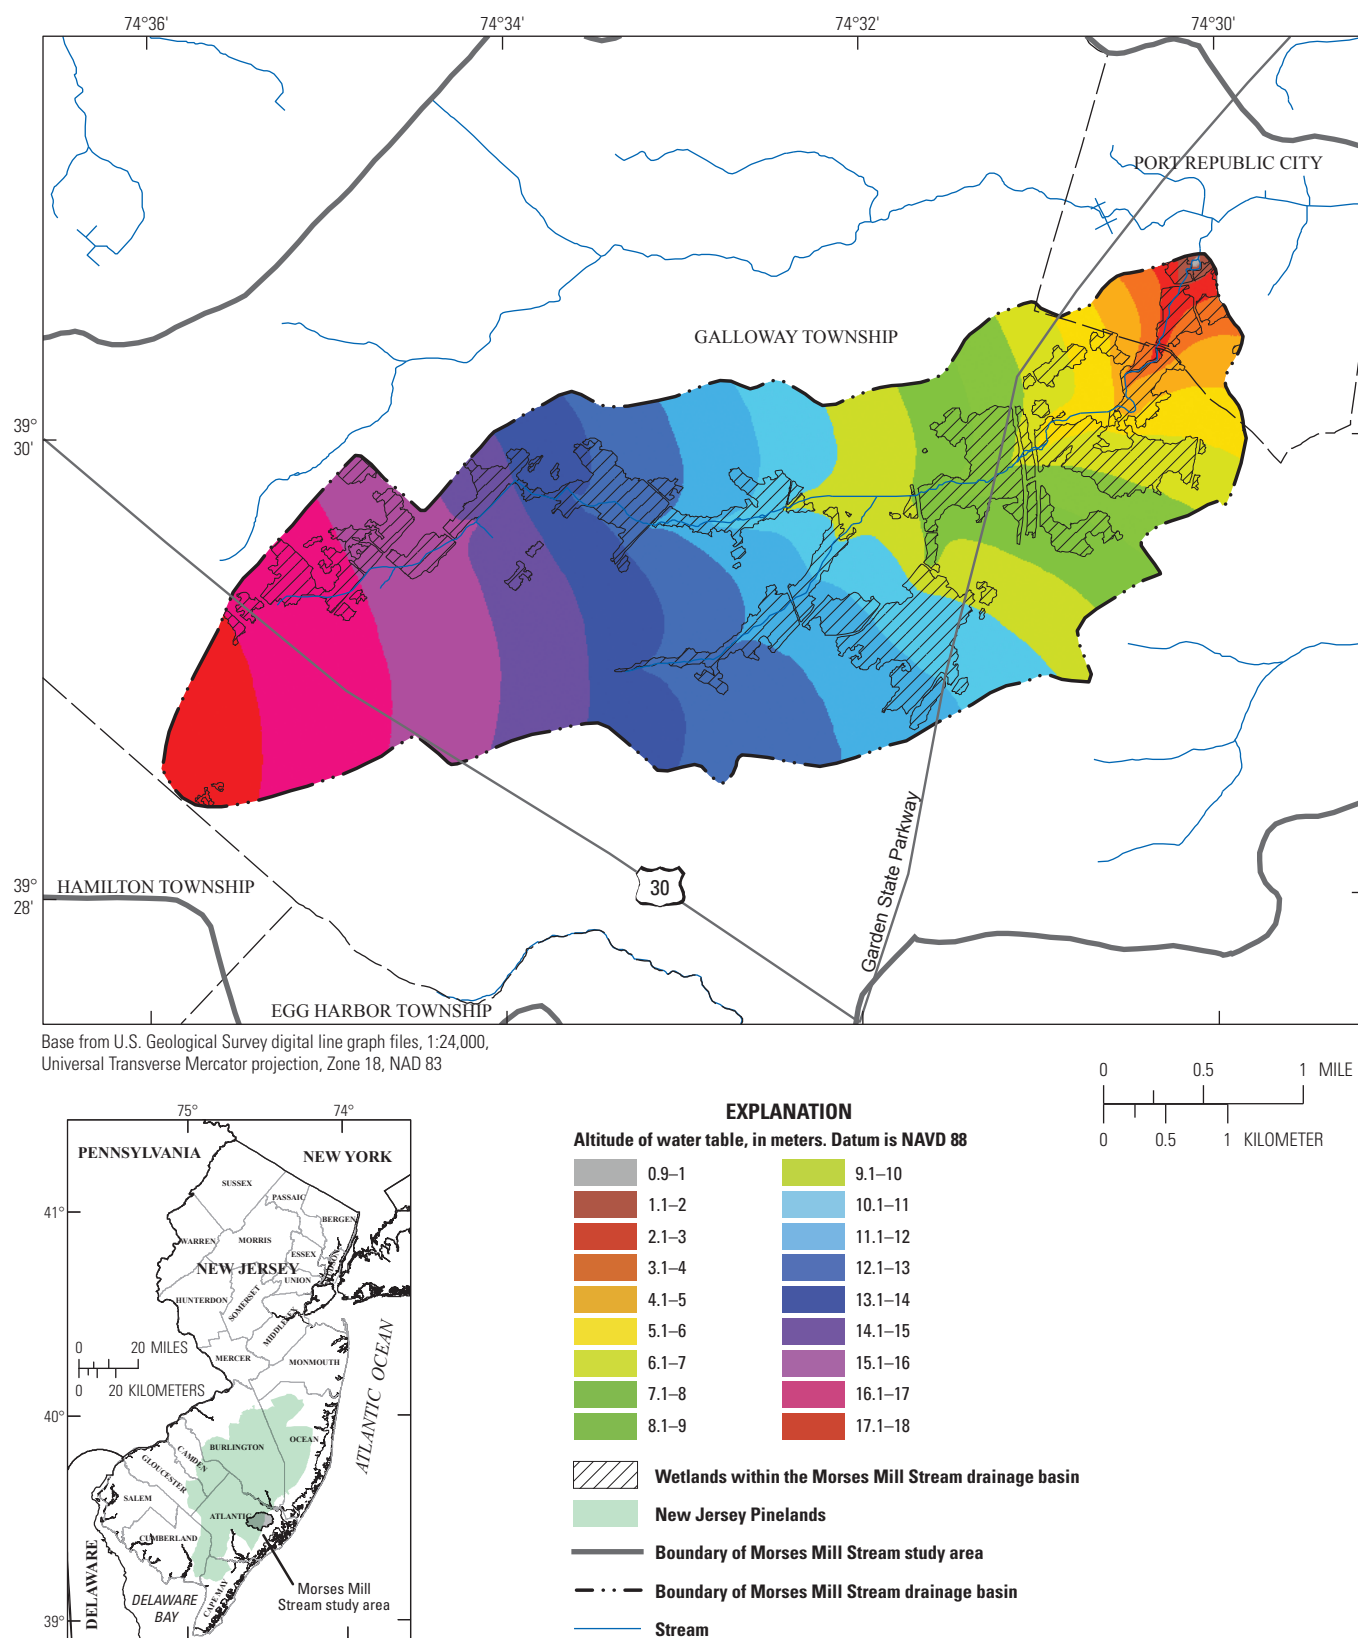 74°36'
74°34'
74°32'
74°30'
PORT REPUBLIC CITY
GALLOWAY TOWNSHIP
39°
30'
39°
28'
HAMILTON TOWNSHIP
30
Garden State Parkway
EGG HARBOR TOWNSHIP
Base from U.S. Geological Survey digital line graph files, 1:24,000,
Universal Transverse Mercator projection, Zone 18, NAD 83
0 0.5 1 MILE
0 0.5 1 KILOMETER
75°
74°
PENNSYLVANIA
NEW YORK
SUSSEX
PASSAIC
41°
BERGEN
WARREN
MORRIS
ESSEX
HUDSON
NEW JERSEY
UNION
HUNTERDON
SOMERSET
MIDDLESEX
0 20 MILES
MERCER
MONMOUTH
0 20 KILOMETERS
ATLANTIC OCEAN
40°
BURLINGTON
OCEAN
CAMDEN
GLOUCESTER
SALEM
ATLANTIC
CUMBERLAND
DELAWARE
CAPE MAY
Morses Mill
Stream study area
DELAWARE
BAY
39°
EXPLANATION
Altitude of water table, in meters. Datum is NAVD 88
0.9–1
1.1–2
2.1–3
3.1–4
4.1–5
5.1–6
6.1–7
7.1–8
8.1–9
9.1–10
10.1–11
11.1–12
12.1–13
13.1–14
14.1–15
15.1–16
16.1–17
17.1–18
Wetlands within the Morses Mill Stream drainage basin
New Jersey Pinelands
Boundary of Morses Mill Stream study area
Boundary of Morses Mill Stream drainage basin
Stream